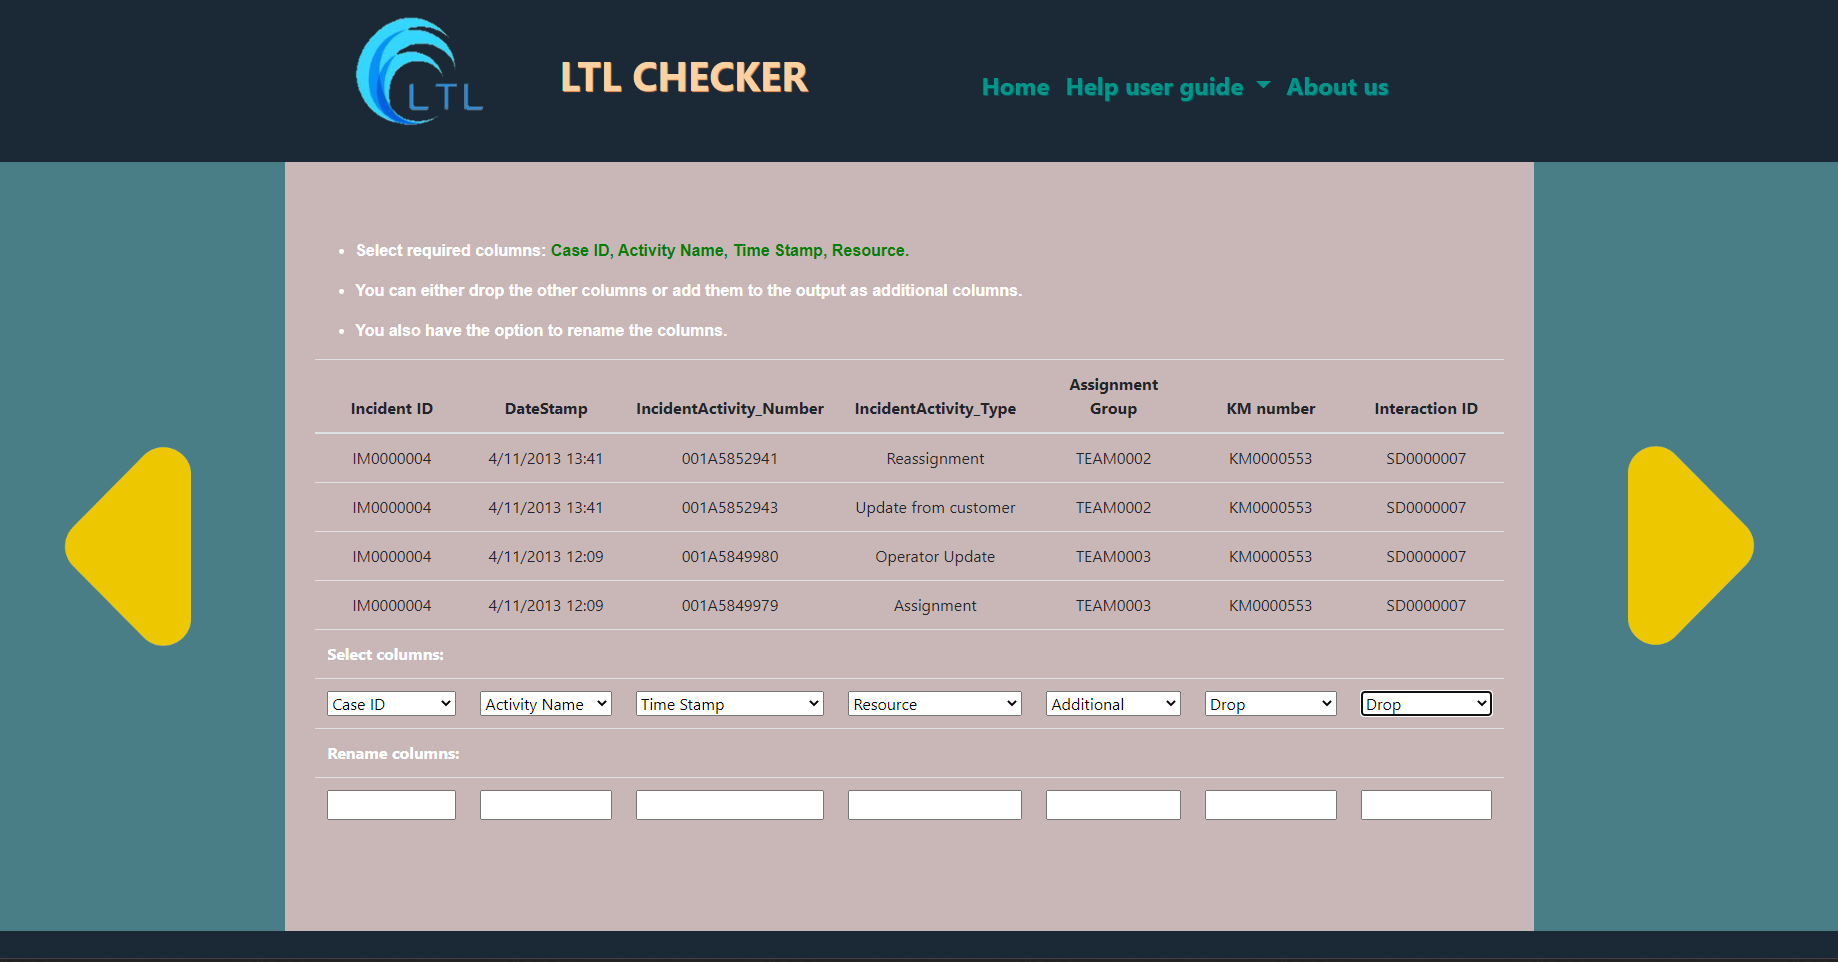 LTL
LTL CHECKER
Home Help user guide About us
Select required columns: Case ID, Activity Name, Time Stamp, Resource.
You can either drop the other columns or add them to the output as additional columns.
You also have the option to rename the columns.
Incident ID DateStamp IncidentActivity_Number IncidentActivity_Type Assignment Group KM number Interaction ID
IM0000004 4/11/2013 13:41 001A5852941 Reassignment TEAM0002 KM0000553 SD0000007
IM0000004 4/11/2013 13:41 001A5852943 Update from customer TEAM0002 KM0000553 SD0000007
IM0000004 4/11/2013 12:09 001A5849980 Operator Update TEAM0003 KM0000553 SD0000007
IM0000004 4/11/2013 12:09 001A5849979 Assignment TEAM0003 KM0000553 SD0000007
Select columns:
Case ID Activity Name Time Stamp Resource Additional Drop Drop
Rename columns: